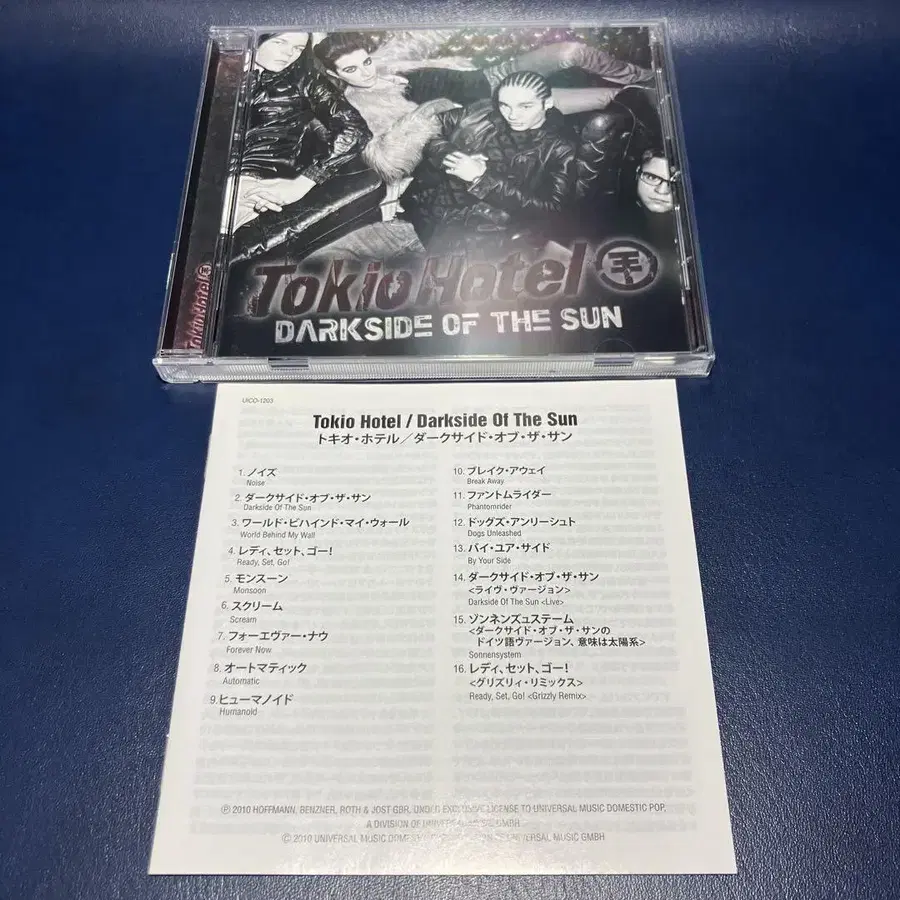 Tokio Hotel
Tokio Hotel
DARKSIDE OF THE SUN
UICO-1203
Tokio Hotel / Darkside Of The Sun
トキオ・ホテル／ダークサイド・オブ・ザ・サン
1. ノイズ
Noise
2. ダークサイド・オブ・ザ・サン
Darkside Of The Sun
3. ワールド・ビハインド・マイ・ウォール
World Behind My Wall
4. レディ、セット、ゴー!
Ready, Set, Go!
5. モンスーン
Monsoon
6. スクリーム
Scream
7. フォーエヴァー・ナウ
Forever Now
8. オートマティック
Automatic
9. ヒューマノイド
Humanoid
10. ブレイク・アウェイ
Break Away
11. ファントムライダー
Phantomrider
12. ドッグズ・アンリーシュト
Dogs Unleashed
13. バイ・ユア・サイド
By Your Side
14. ダークサイド・オブ・ザ・サン
<ライヴ・ヴァージョン>
Darkside Of The Sun <Live>
15. ゾンネンズュステーム
<ダークサイド・オブ・ザ・サンの
ドイツ語ヴァージョン、意味は太陽系>
Sonnensystem
16. レディ、セット、ゴー!
<グリズリィ・リミックス>
Ready, Set, Go! <Grizzly Remix>
℗ 2010 HOFFMANN, BENZNER, ROTH & JOST GBR, UNDER EXCLUSIVE LICENSE TO UNIVERSAL MUSIC DOMESTIC POP,
A DIVISION OF UNIVERSAL MUSIC GMBH
© 2010 UNIVERSAL MUSIC DOMESTIC UNIVERSAL MUSIC GMBH